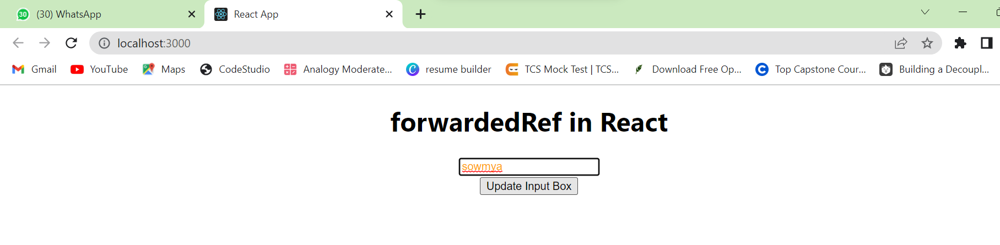 30 (30) WhatsApp React App
localhost:3000
Gmail YouTube Maps CodeStudio Analogy Moderate... resume builder TCS Mock Test | TCS... Download Free Op... Top Capstone Cour... Building a Decoupl...
forwardedRef in React
sowmya
Update Input Box